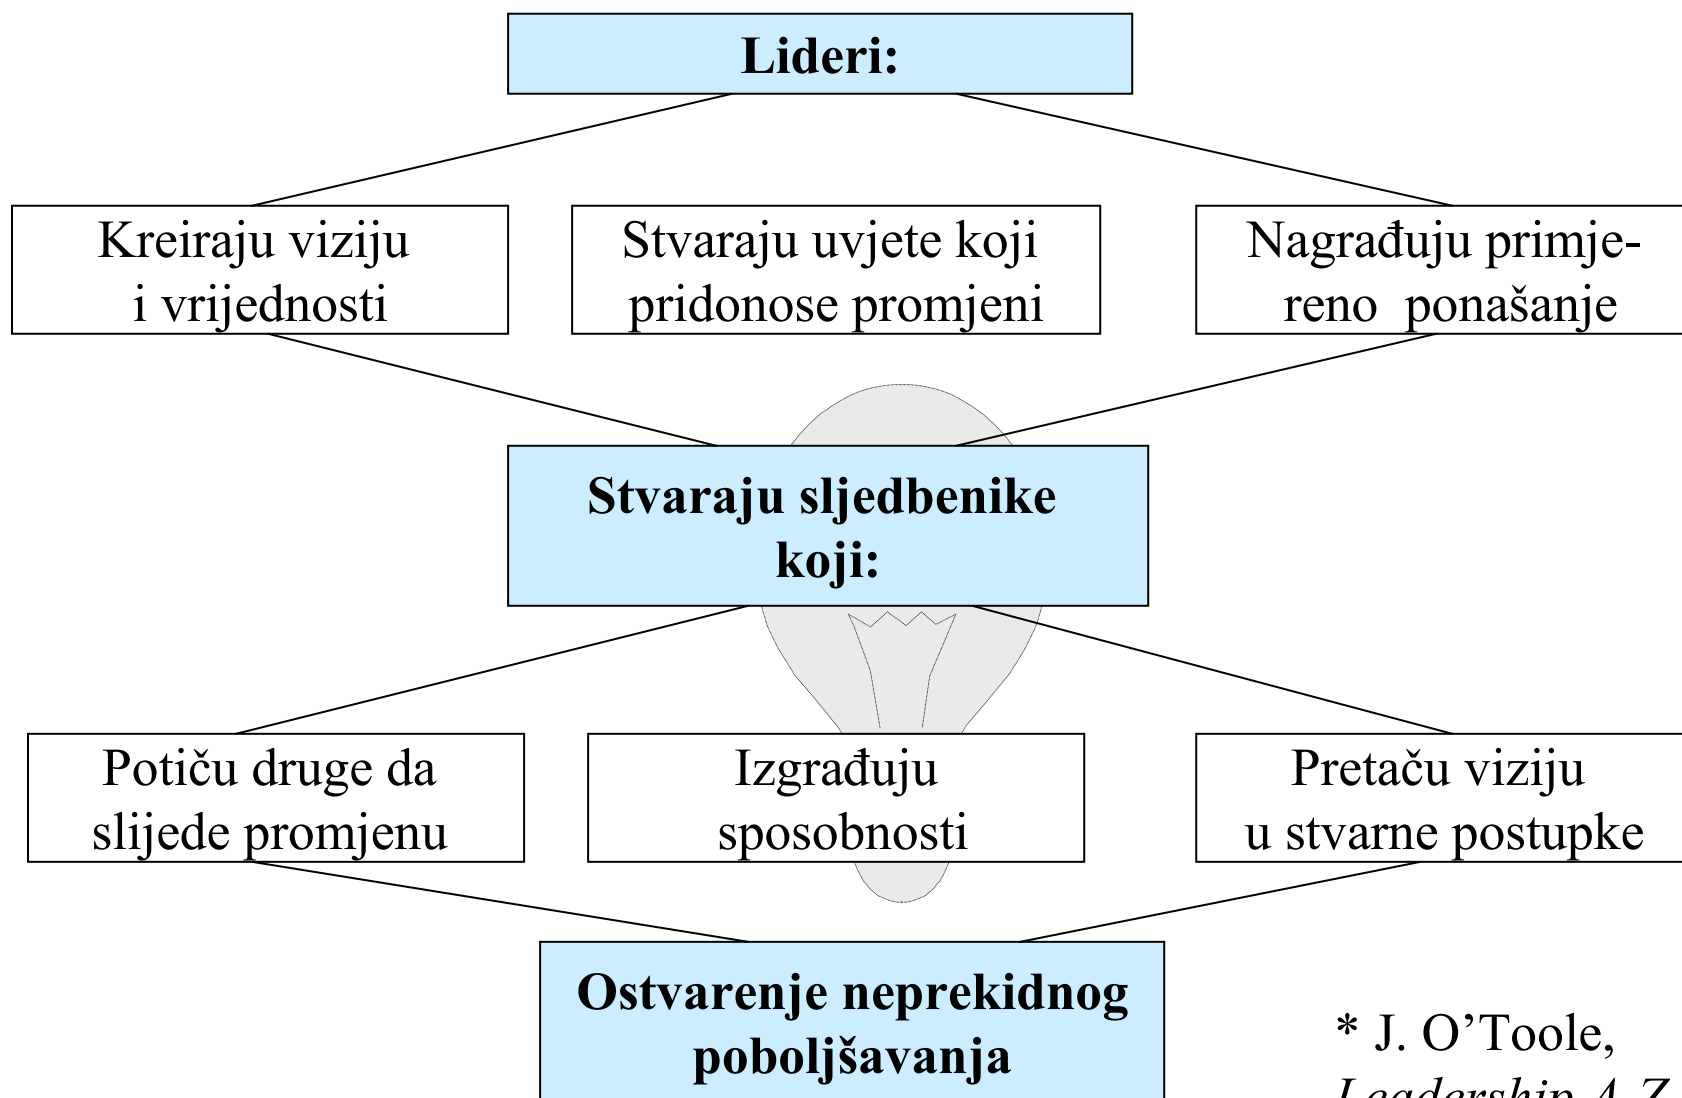 Lideri:
Kreiraju viziju
i vrijednosti
Stvaraju uvjete koji
pridonose promjeni
Nagrađuju primje-
reno ponašanje
Stvaraju sljedbenike
koji:
Potiču druge da
slijede promjenu
Izgrađuju
sposobnosti
Pretaču viziju
u stvarne postupke
Ostvarenje neprekidnog
poboljšavanja
* J. O’Toole,
Leadership A-Z